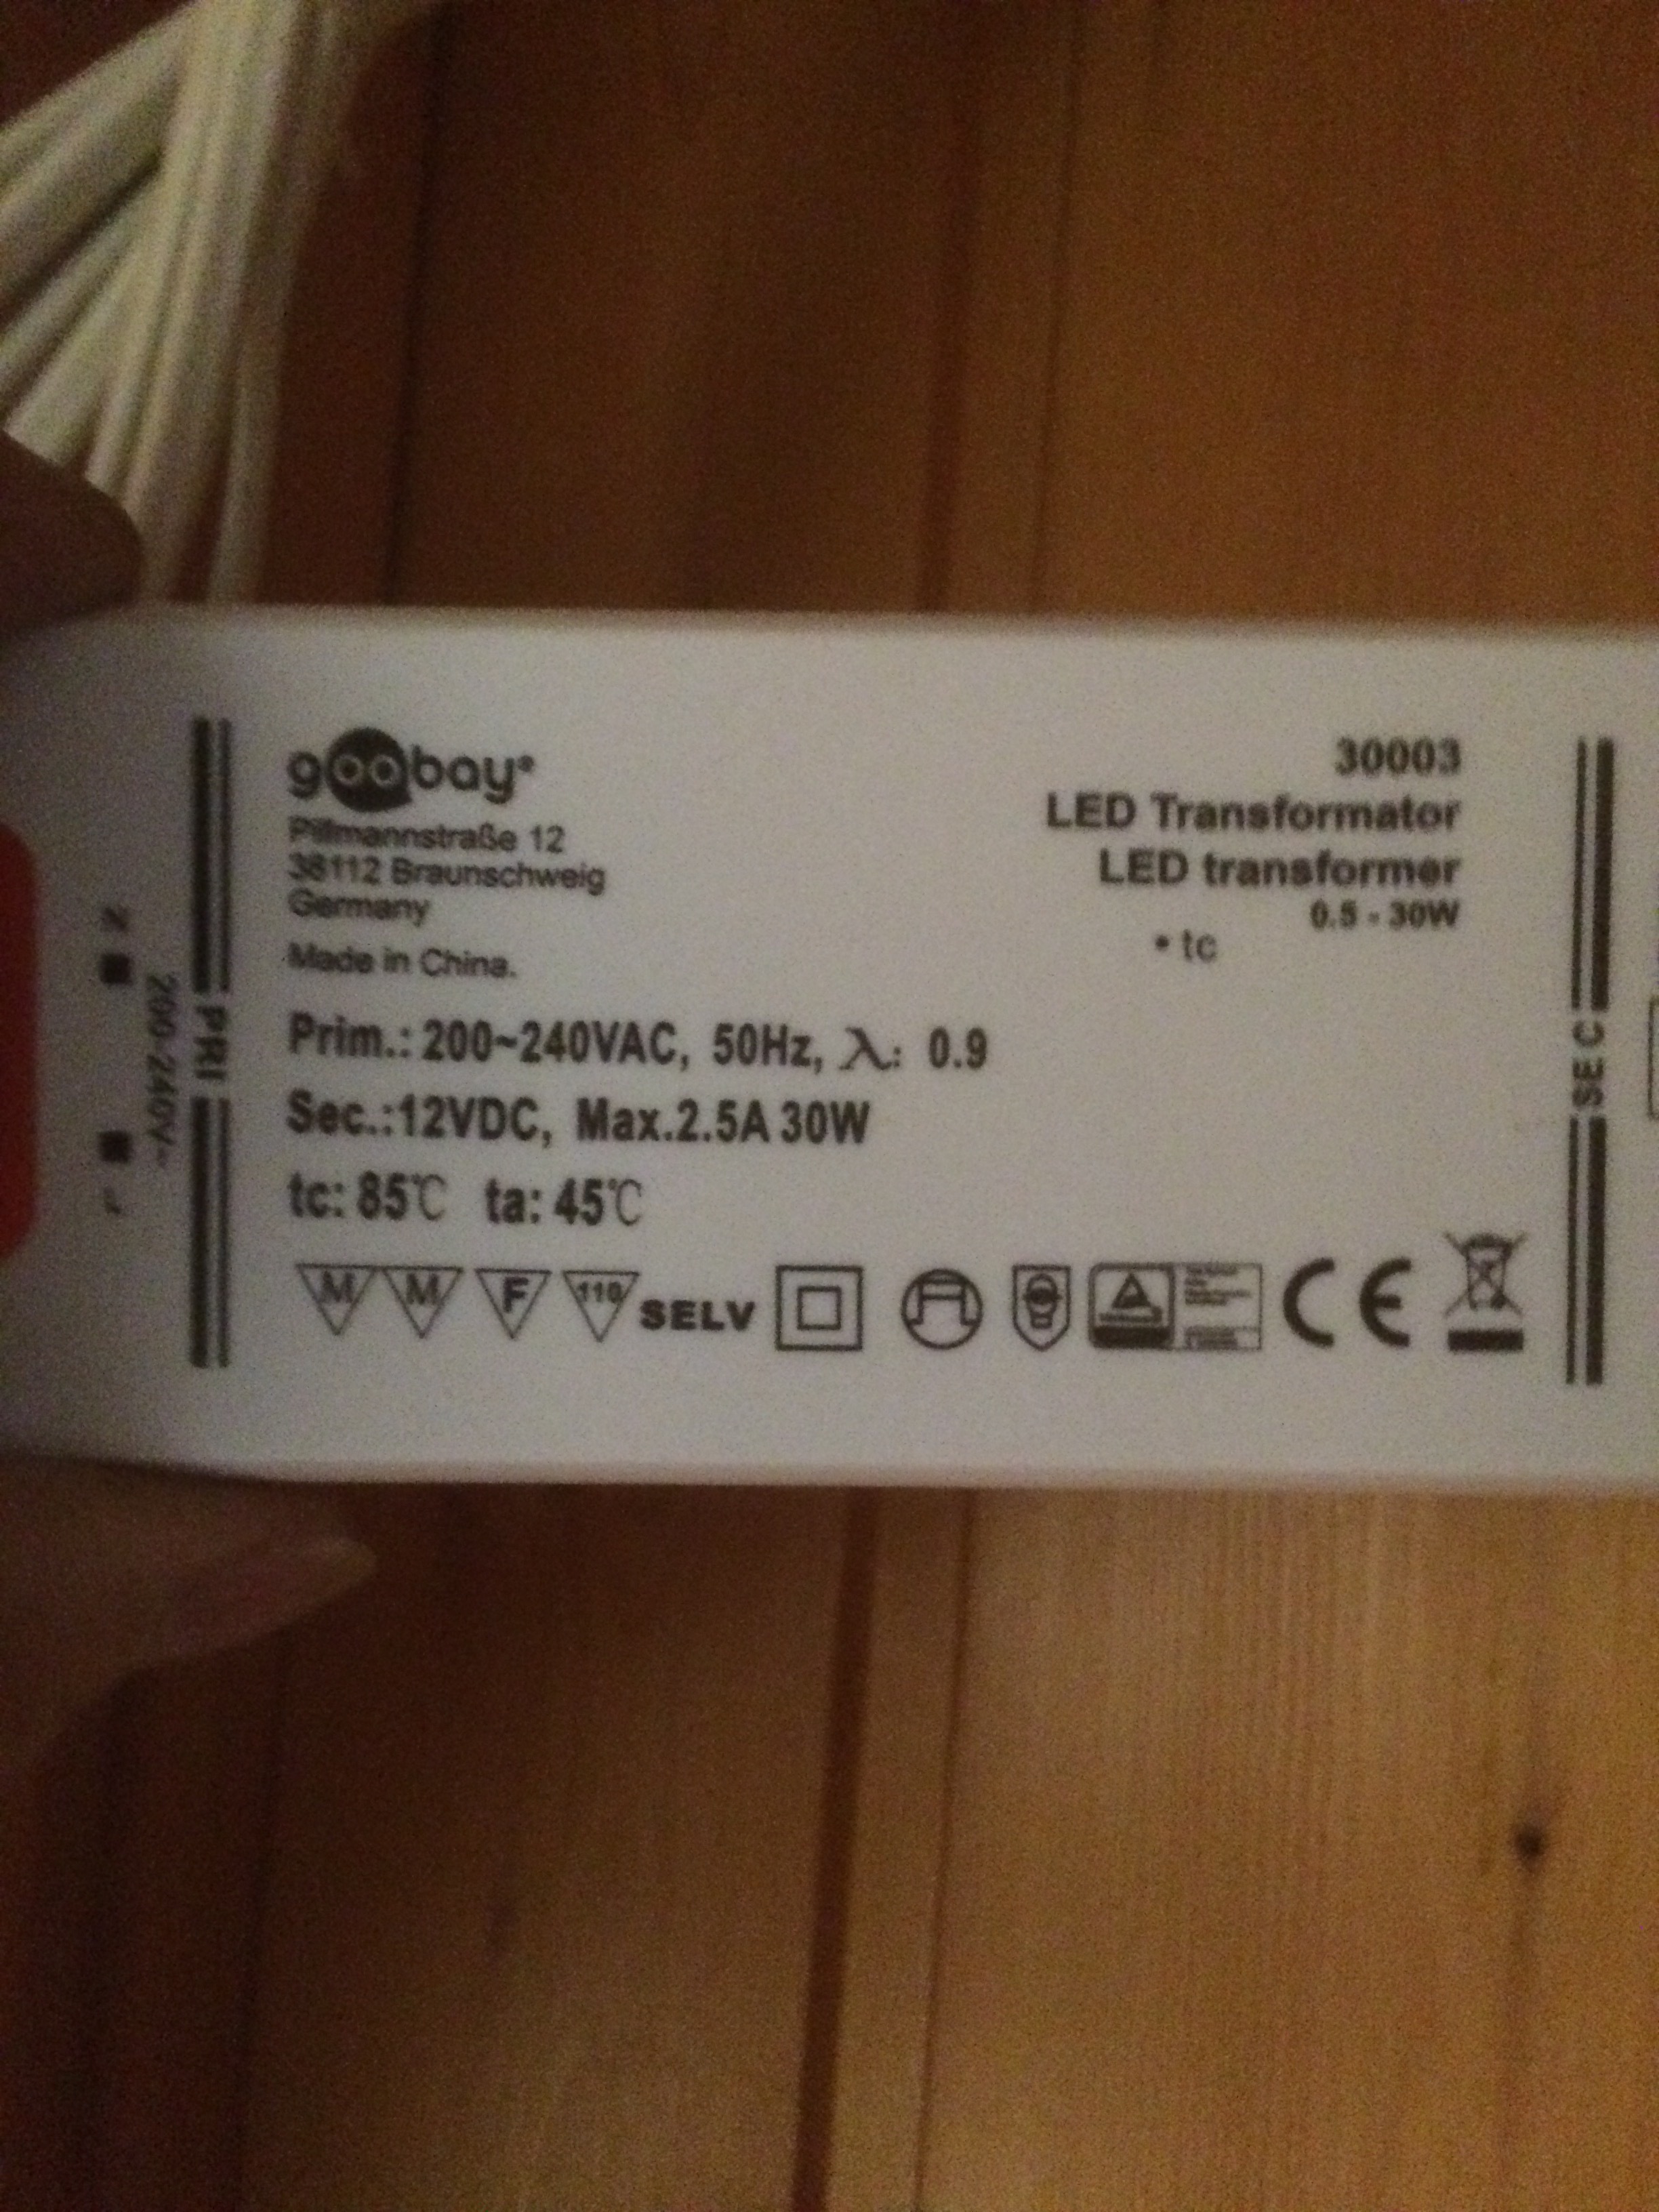 goobay®
Pillmannstraße 12
38112 Braunschweig
Germany
Made in China.
30003
LED Transformator
LED transformer
0.5 - 30W
• tc
Prim.: 200~240VAC, 50Hz, λ: 0.9
Sec.:12VDC, Max.2.5A 30W
tc: 85℃ ta: 45℃
M M F 110 SELV CE
N
200-240V~
L
PRI
SEC